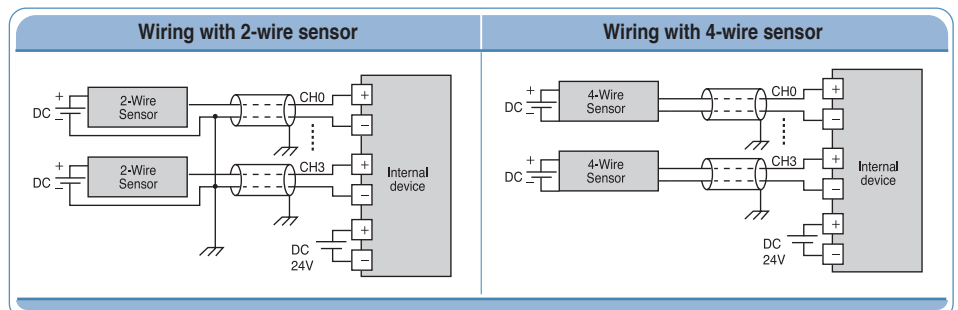 Wiring with 2-wire sensor
+
DC
−
2-Wire
Sensor
CH0
+
−
+
DC
−
2-Wire
Sensor
CH3
+
−
Internal
device
DC
24V
+
−
Wiring with 4-wire sensor
+
DC
−
4-Wire
Sensor
CH0
+
−
+
DC
−
4-Wire
Sensor
CH3
+
−
Internal
device
DC
24V
+
−